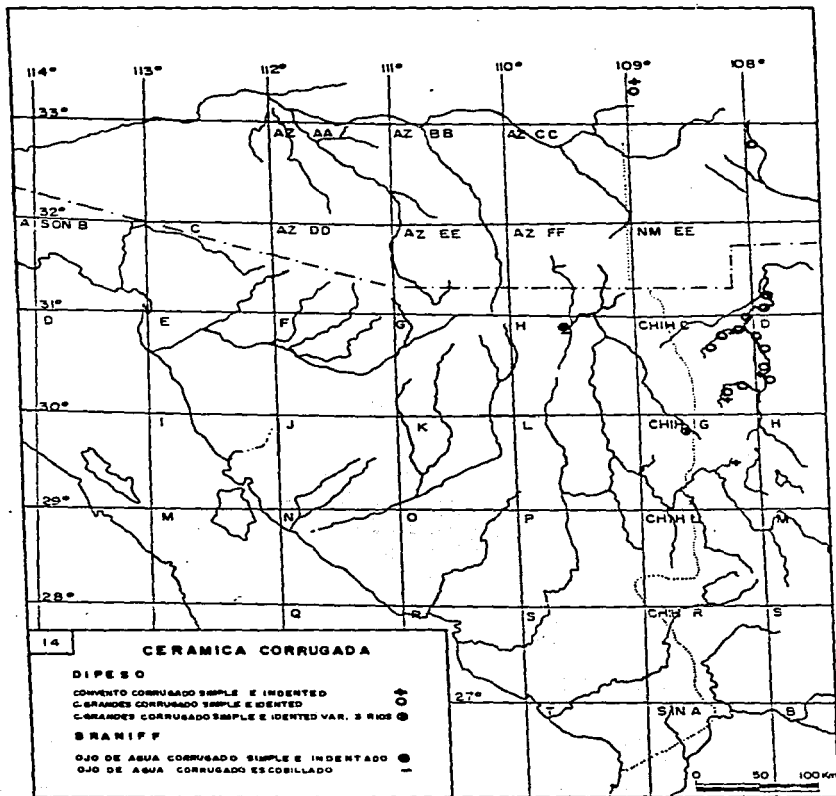 114° 113° 112° 111° 110° 109° 108°
33°
AZ AA AZ BB AZ CC
32°
A SON B C AZ DD AZ EE AZ FF NM EE
31°
D E F G H CHIH C D
30°
I J K L CHIH G H
29°
M N O P CHIH L M
28°
Q R S CHIH R S
14
CERAMICA CORRUGADA
DIPESO
CONVENTO CORRUGADO SIMPLE E INDENTED
C.GRANDES CORRUGADO SIMPLE E IDENTED
C.GRANDES CORRUGADO SIMPLE E IDENTED VAR. 3 RIOS
27°
T SINA B
BRANIFF
OJO DE AGUA CORRUGADO SIMPLE E INDENTADO
OJO DE AGUA CORRUGADO ESCOBILLADO
0 50 100 Km